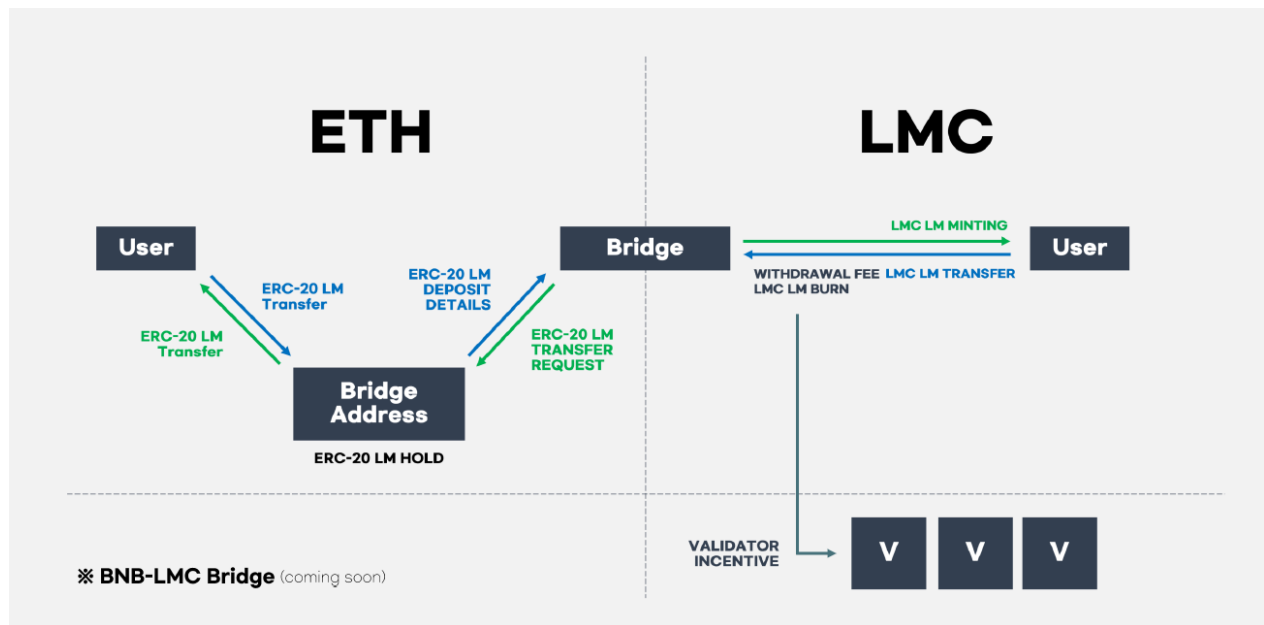 ETH
LMC
User
Bridge
User
LMC LM MINTING
WITHDRAWAL FEE
LMC LM BURN
LMC LM TRANSFER
ERC-20 LM
Transfer
ERC-20 LM
Transfer
ERC-20 LM
DEPOSIT
DETAILS
ERC-20 LM
TRANSFER
REQUEST
Bridge
Address
ERC-20 LM HOLD
VALIDATOR
INCENTIVE
V
V
V
※ BNB-LMC Bridge (coming soon)